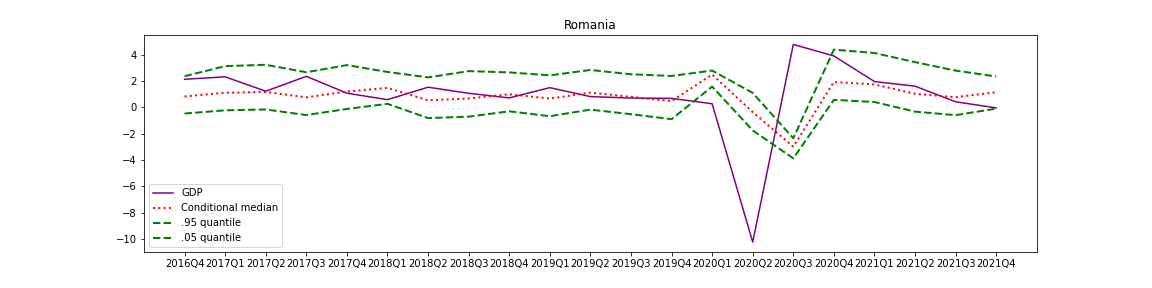 Romania
4
2
0
−2
−4
−6
−8
−10
GDP
Conditional median
.95 quantile
.05 quantile
2016Q4 2017Q1 2017Q2 2017Q3 2017Q4 2018Q1 2018Q2 2018Q3 2018Q4 2019Q1 2019Q2 2019Q3 2019Q4 2020Q1 2020Q2 2020Q3 2020Q4 2021Q1 2021Q2 2021Q3 2021Q4